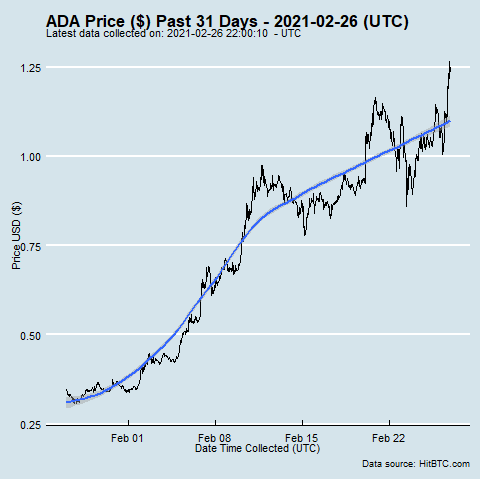 ADA Price ($) Past 31 Days - 2021-02-26 (UTC)
Latest data collected on: 2021-02-26 22:00:10 - UTC
1.25
1.00
0.75
0.50
0.25
Price USD ($)
Feb 01 Feb 08 Feb 15 Feb 22
Date Time Collected (UTC)
Data source: HitBTC.com